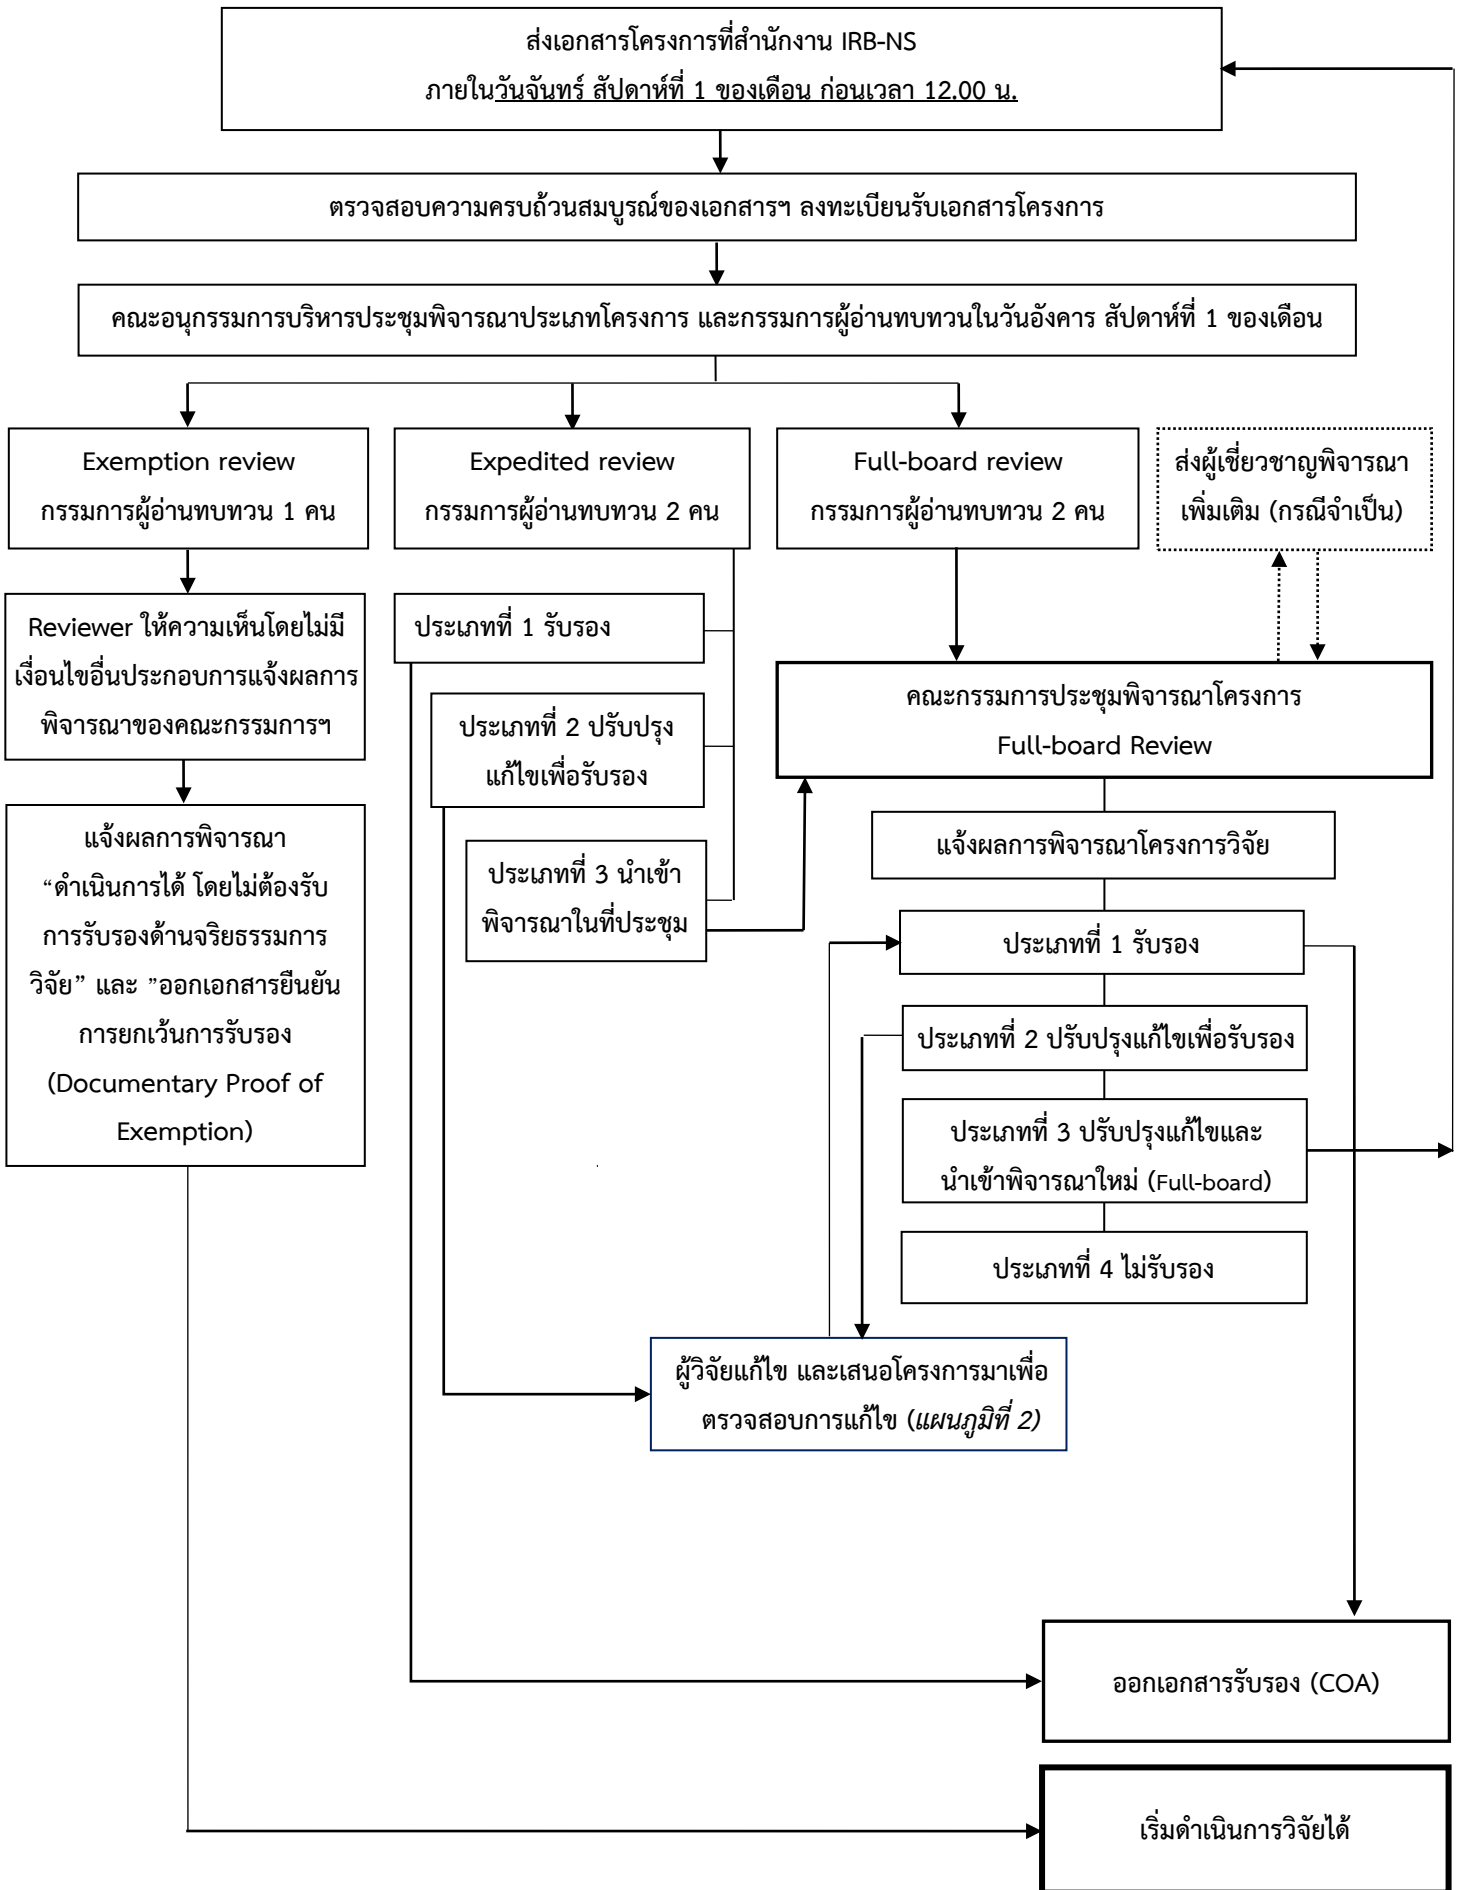 ส่งเอกสารโครงการที่สำนักงาน IRB-NS
ภายในวันจันทร์ สัปดาห์ที่ 1 ของเดือน ก่อนเวลา 12.00 น.
ตรวจสอบความครบถ้วนสมบูรณ์ของเอกสารฯ ลงทะเบียนรับเอกสารโครงการ
คณะอนุกรรมการบริหารประชุมพิจารณาประเภทโครงการ และกรรมการผู้อ่านทบทวนในวันอังคาร สัปดาห์ที่ 1 ของเดือน
Exemption review
กรรมการผู้อ่านทบทวน 1 คน
Expedited review
กรรมการผู้อ่านทบทวน 2 คน
Full-board review
กรรมการผู้อ่านทบทวน 2 คน
ส่งผู้เชี่ยวชาญพิจารณา
เพิ่มเติม (กรณีจำเป็น)
Reviewer ให้ความเห็นโดยไม่มี
เงื่อนไขอื่นประกอบการแจ้งผลการ
พิจารณาของคณะกรรมการฯ
แจ้งผลการพิจารณา
“ดำเนินการได้ โดยไม่ต้องรับ
การรับรองด้านจริยธรรมการ
วิจัย” และ ”ออกเอกสารยืนยัน
การยกเว้นการรับรอง
(Documentary Proof of
Exemption)
ประเภทที่ 1 รับรอง
ประเภทที่ 2 ปรับปรุง
แก้ไขเพื่อรับรอง
ประเภทที่ 3 นำเข้า
พิจารณาในที่ประชุม
คณะกรรมการประชุมพิจารณาโครงการ
Full-board Review
แจ้งผลการพิจารณาโครงการวิจัย
ประเภทที่ 1 รับรอง
ประเภทที่ 2 ปรับปรุงแก้ไขเพื่อรับรอง
ประเภทที่ 3 ปรับปรุงแก้ไขและ
นำเข้าพิจารณาใหม่ (Full-board)
ประเภทที่ 4 ไม่รับรอง
ผู้วิจัยแก้ไข และเสนอโครงการมาเพื่อ
ตรวจสอบการแก้ไข (แผนภูมิที่ 2)
ออกเอกสารรับรอง (COA)
เริ่มดำเนินการวิจัยได้